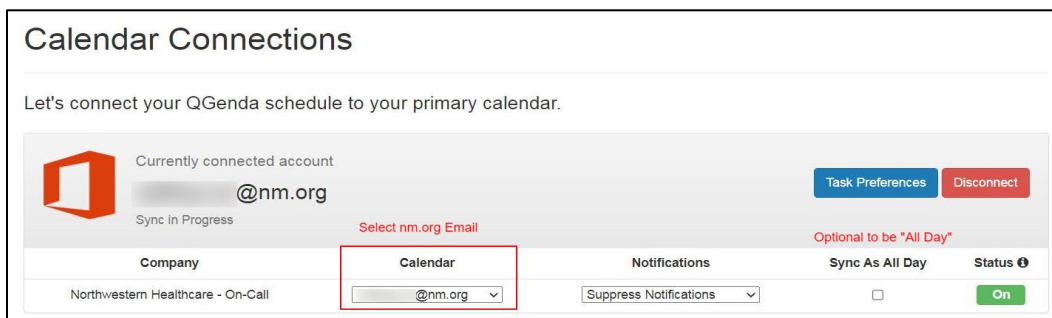 Calendar Connections
Let's connect your QGenda schedule to your primary calendar.
Currently connected account
@nm.org
Sync in Progress
Task Preferences
Disconnect
Select nm.org Email
Optional to be "All Day"
Company Calendar Notifications Sync As All Day Status
Northwestern Healthcare - On-Call @nm.org Suppress Notifications On